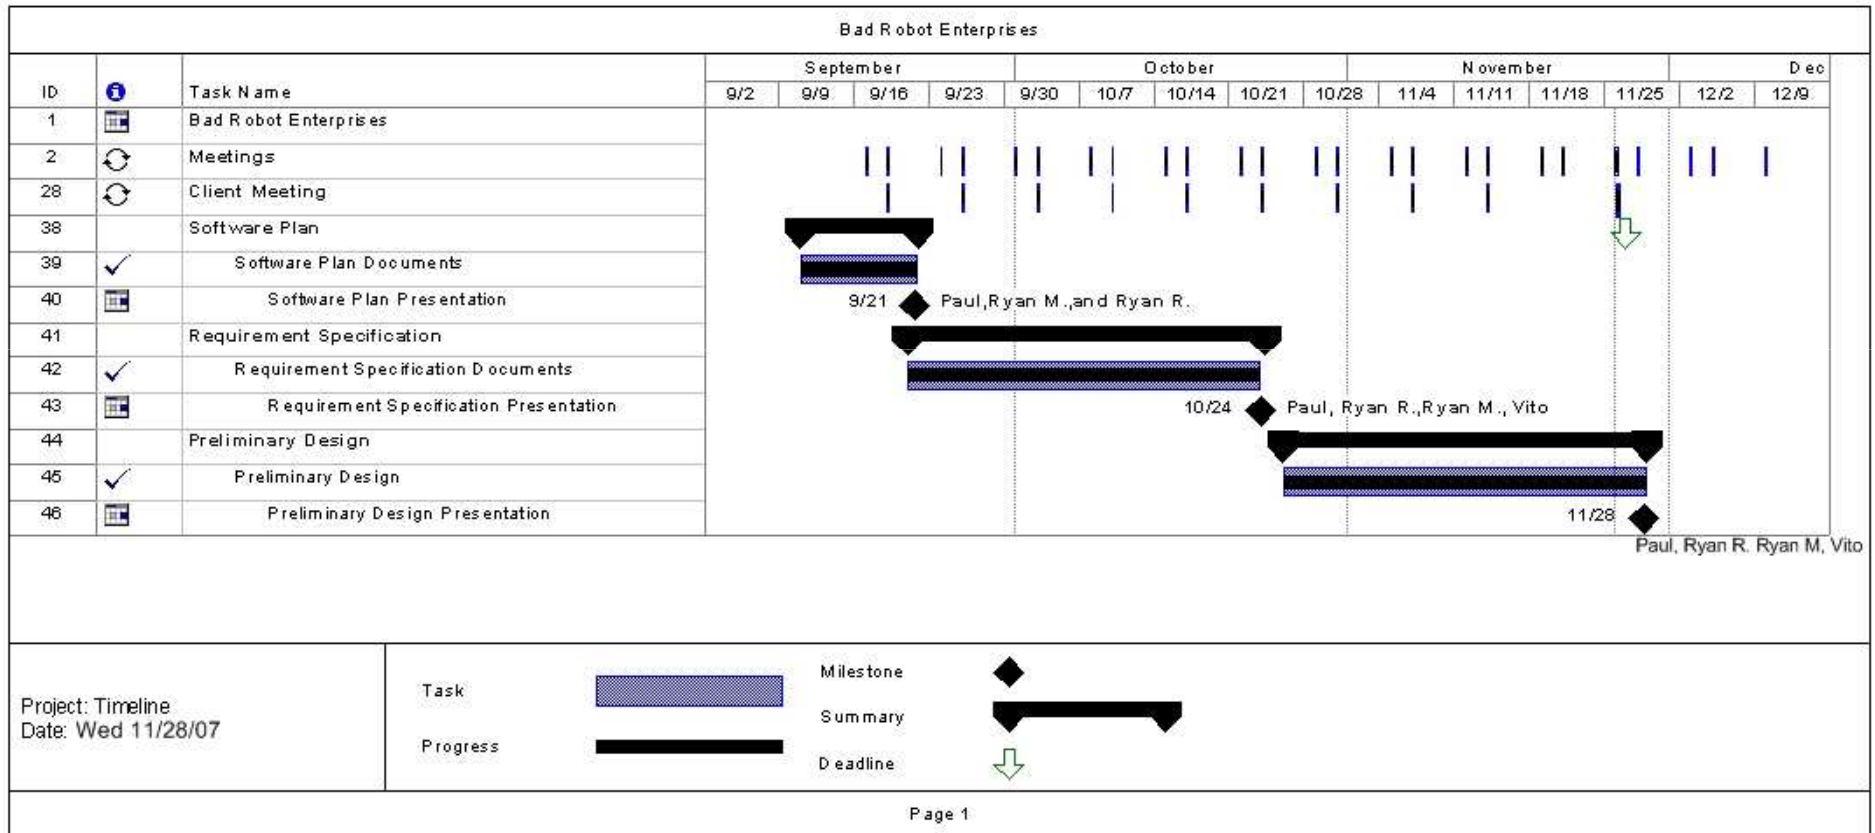 Bad Robot Enterprises
September October November Dec
ID Task Name 9/2 9/9 9/16 9/23 9/30 10/7 10/14 10/21 10/28 11/4 11/11 11/18 11/25 12/2 12/9
1 Bad Robot Enterprises
2 Meetings
28 Client Meeting
38 Software Plan
39 Software Plan Documents
40 Software Plan Presentation 9/21 Paul,Ryan M.,and Ryan R.
41 Requirement Specification
42 Requirement Specification Documents
43 Requirement Specification Presentation 10/24 Paul, Ryan R.,Ryan M., Vito
44 Preliminary Design
45 Preliminary Design
46 Preliminary Design Presentation 11/28
Paul, Ryan R. Ryan M, Vito
Project: Timeline
Date: Wed 11/28/07
Task
Progress
Milestone
Summary
Deadline
Page 1